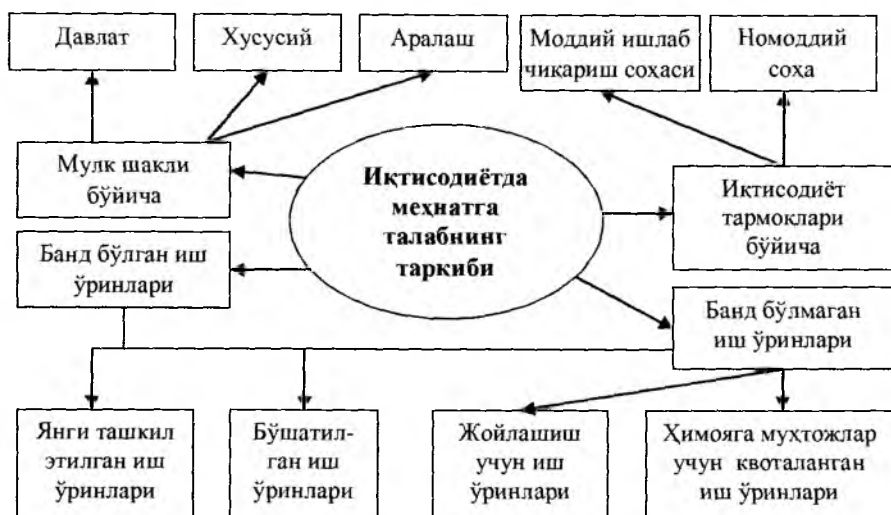 Давлат
Хусусий
Аралаш
Моддий ишлаб
чиқариш соҳаси
Номоддий
соҳа
Мулк шакли
бўйича
Иқтисодиётда
меҳнатга
талабнинг
таркиби
Иқтисодиёт
тармоқлари
бўйича
Банд бўлган иш
ўринлари
Банд бўлмаган
иш ўринлари
Янги ташкил
этилган иш
ўринлари
Бўшатил-
ган иш
ўринлари
Жойлашиш
учун иш
ўринлари
Ҳимояга муҳтожлар
учун квоталанган
иш ўринлари